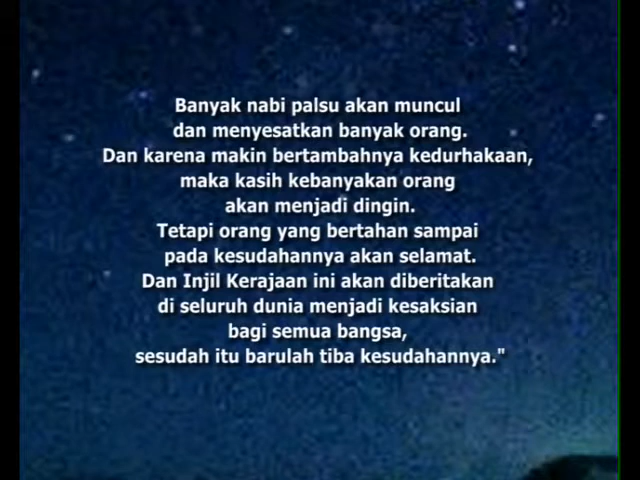 Banyak nabi palsu akan muncul
dan menyesatkan banyak orang.
Dan karena makin bertambahnya kedurhakaan,
maka kasih kebanyakan orang
akan menjadi dingin.
Tetapi orang yang bertahan sampai
pada kesudahannya akan selamat.
Dan Injil Kerajaan ini akan diberitakan
di seluruh dunia menjadi kesaksian
bagi semua bangsa,
sesudah itu barulah tiba kesudahannya."